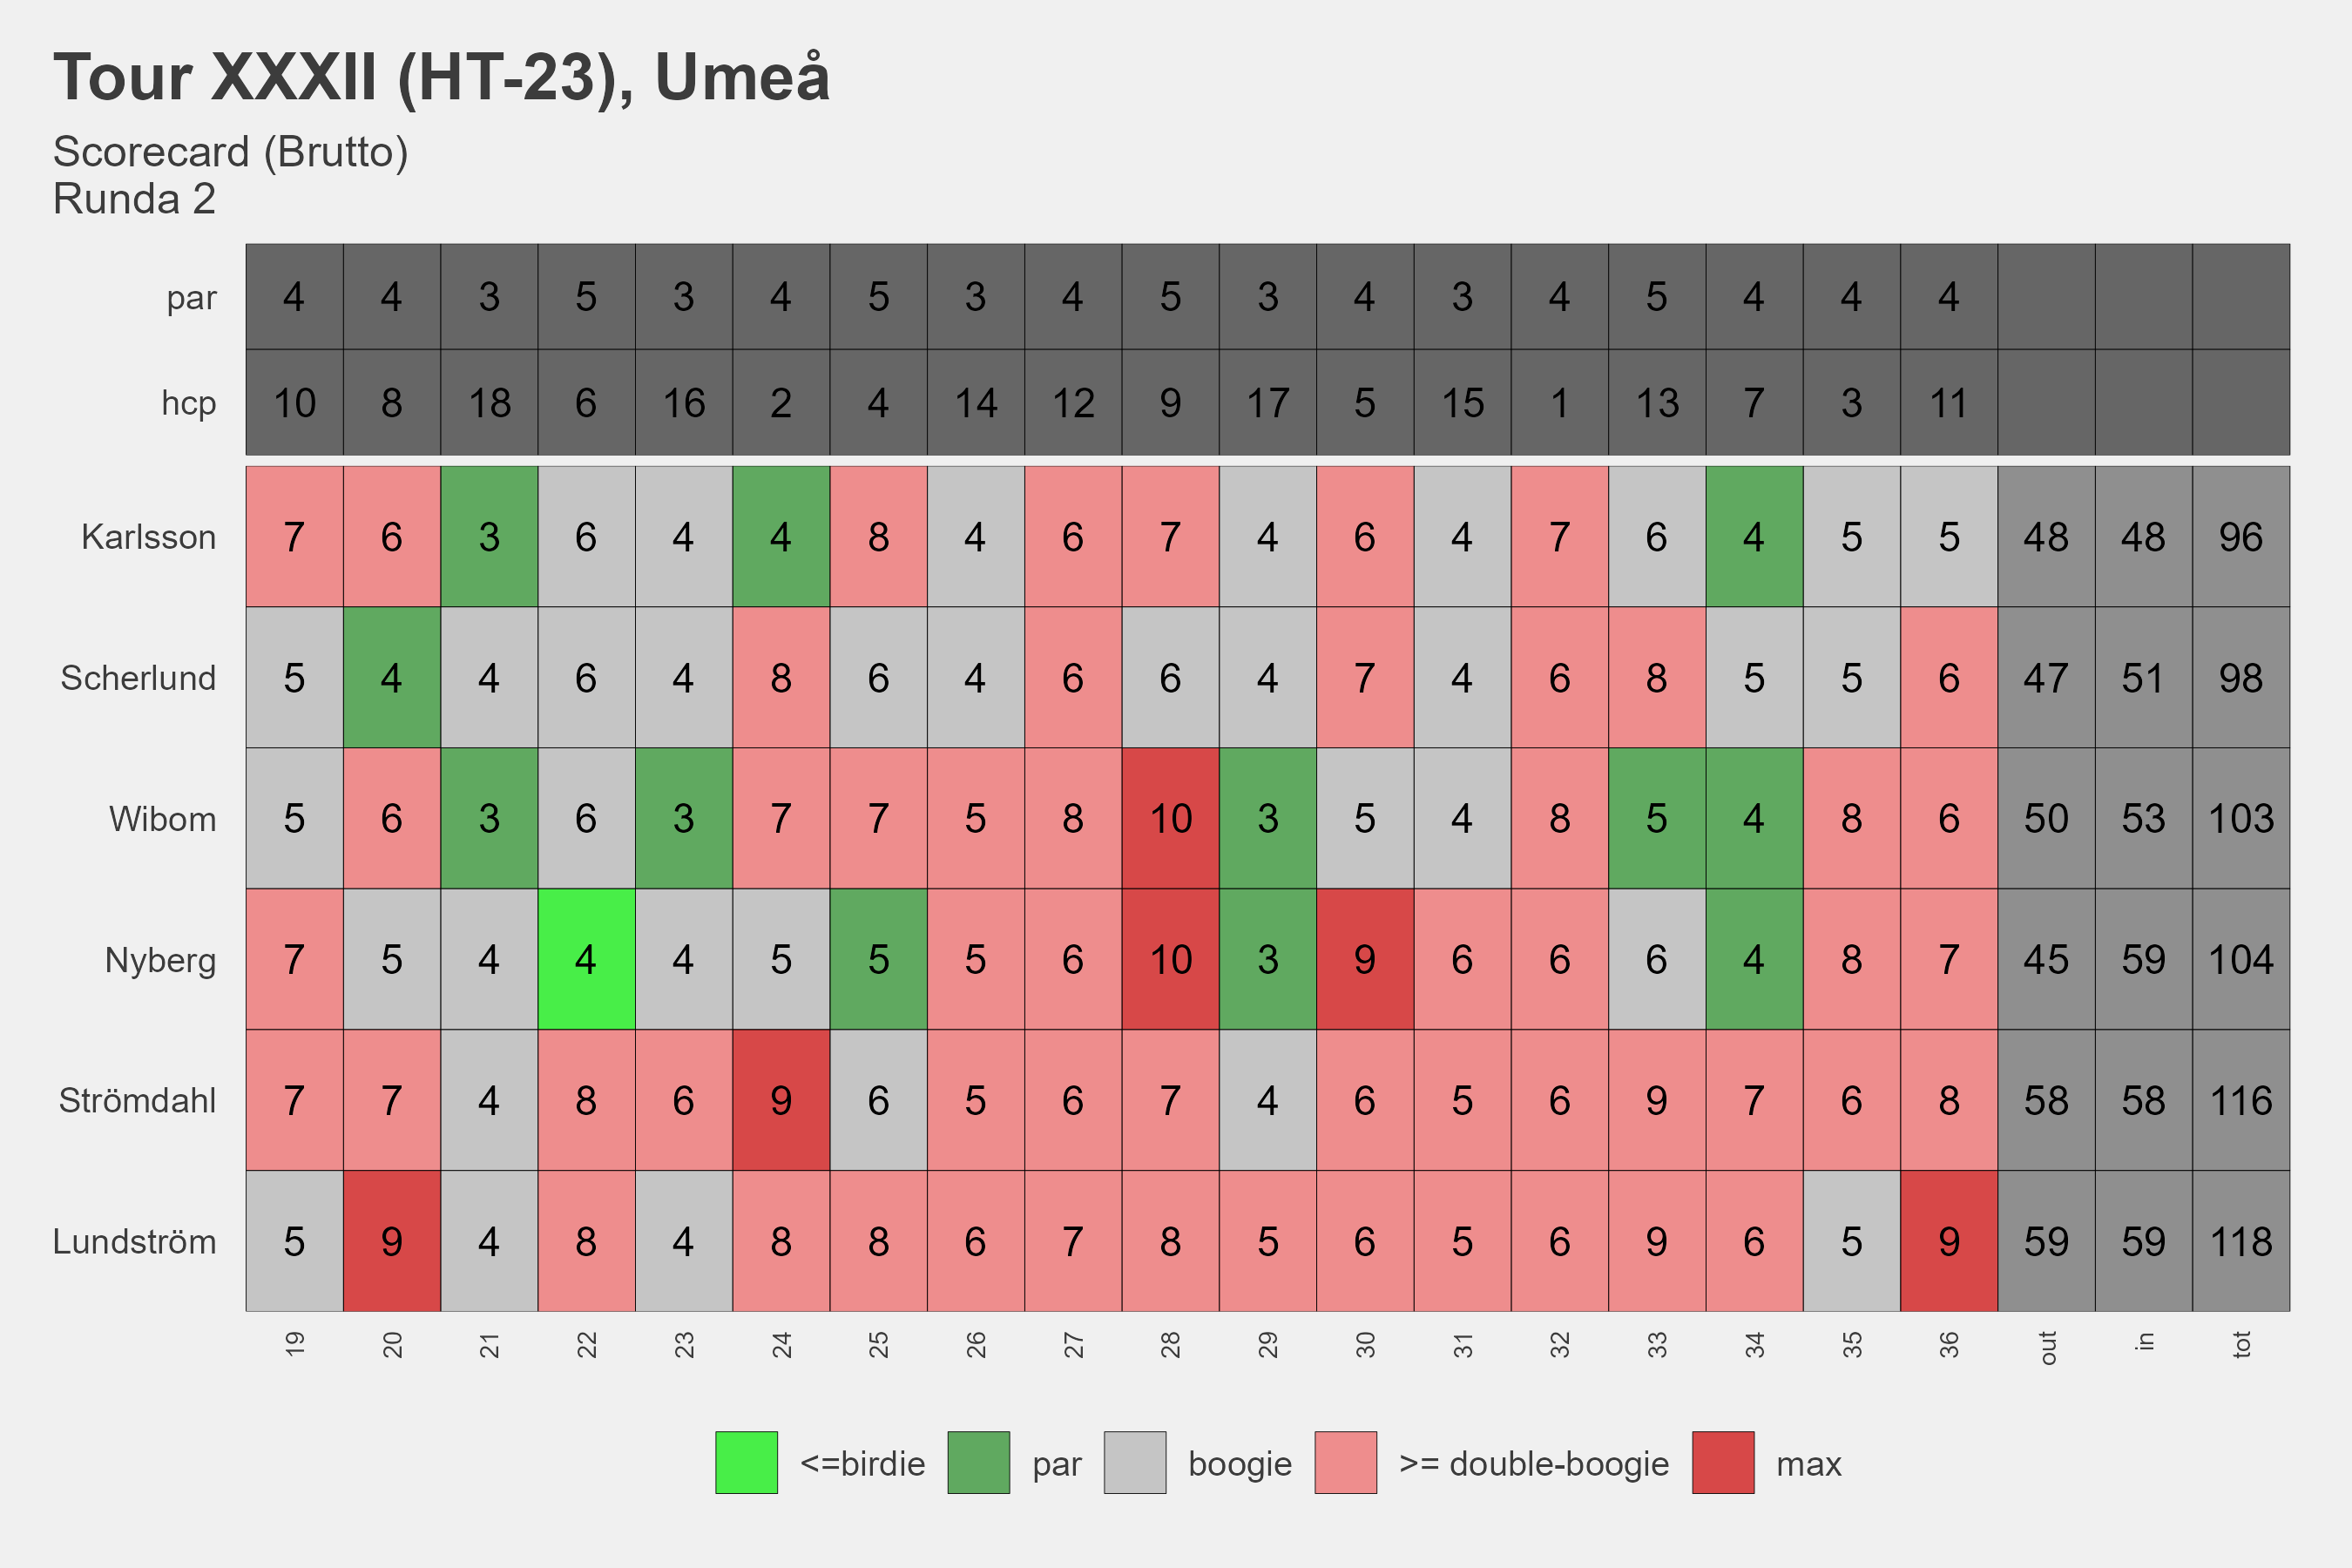 Tour XXXII (HT-23), Umeå
Scorecard (Brutto)
Runda 2
par 4 4 3 5 3 4 5 3 4 5 3 4 3 4 5 4 4 4
hcp 10 8 18 6 16 2 4 14 12 9 17 5 15 1 13 7 3 11
Karlsson 7 6 3 6 4 4 8 4 6 7 4 6 4 7 6 4 5 5 48 48 96
Scherlund 5 4 4 6 4 8 6 4 6 6 4 7 4 6 8 5 5 6 47 51 98
Wibom 5 6 3 6 3 7 7 5 8 10 3 5 4 8 5 4 8 6 50 53 103
Nyberg 7 5 4 4 4 5 5 5 6 10 3 9 6 6 6 4 8 7 45 59 104
Strömdahl 7 7 4 8 6 9 6 5 6 7 4 6 5 6 9 7 6 8 58 58 116
Lundström 5 9 4 8 4 8 8 6 7 8 5 6 5 6 9 6 5 9 59 59 118
19 20 21 22 23 24 25 26 27 28 29 30 31 32 33 34 35 36 out in tot
<=birdie par boogie >= double-boogie max